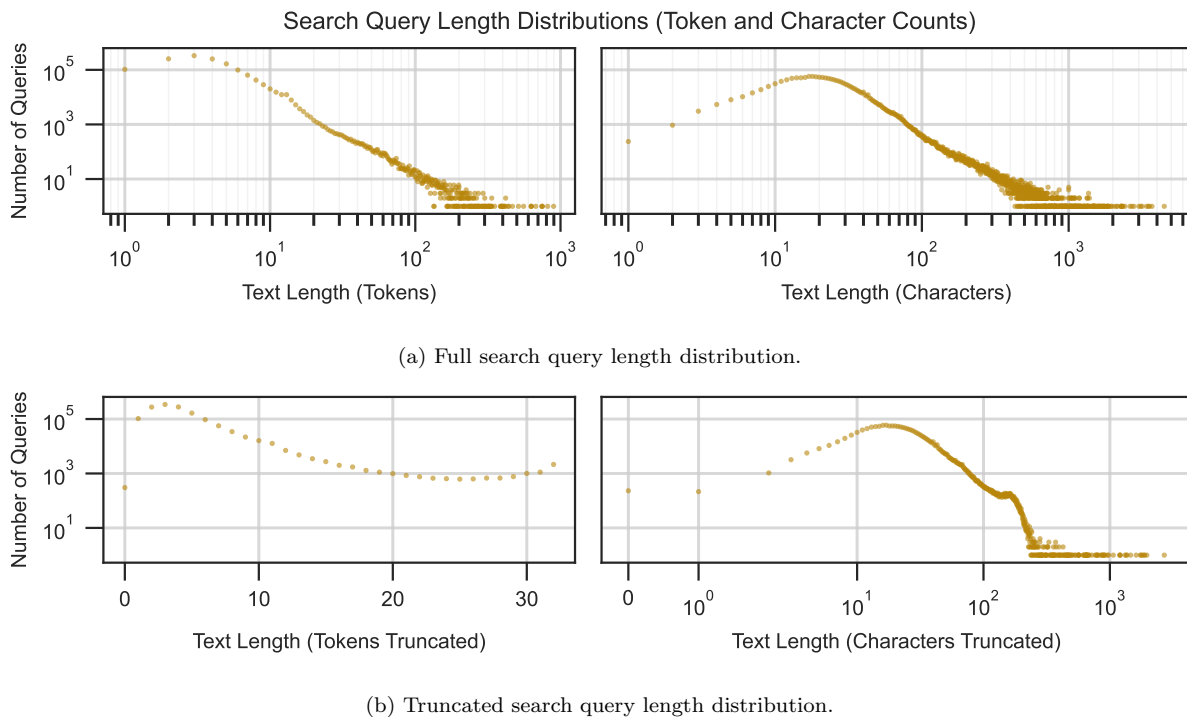 Search Query Length Distributions (Token and Character Counts)
Number of Queries
10^5
10^3
10^1
10^0 10^1 10^2 10^3
Text Length (Tokens)
10^0 10^1 10^2 10^3
Text Length (Characters)
(a) Full search query length distribution.
Number of Queries
10^5
10^3
10^1
0 10 20 30
Text Length (Tokens Truncated)
0 10^0 10^1 10^2 10^3
Text Length (Characters Truncated)
(b) Truncated search query length distribution.